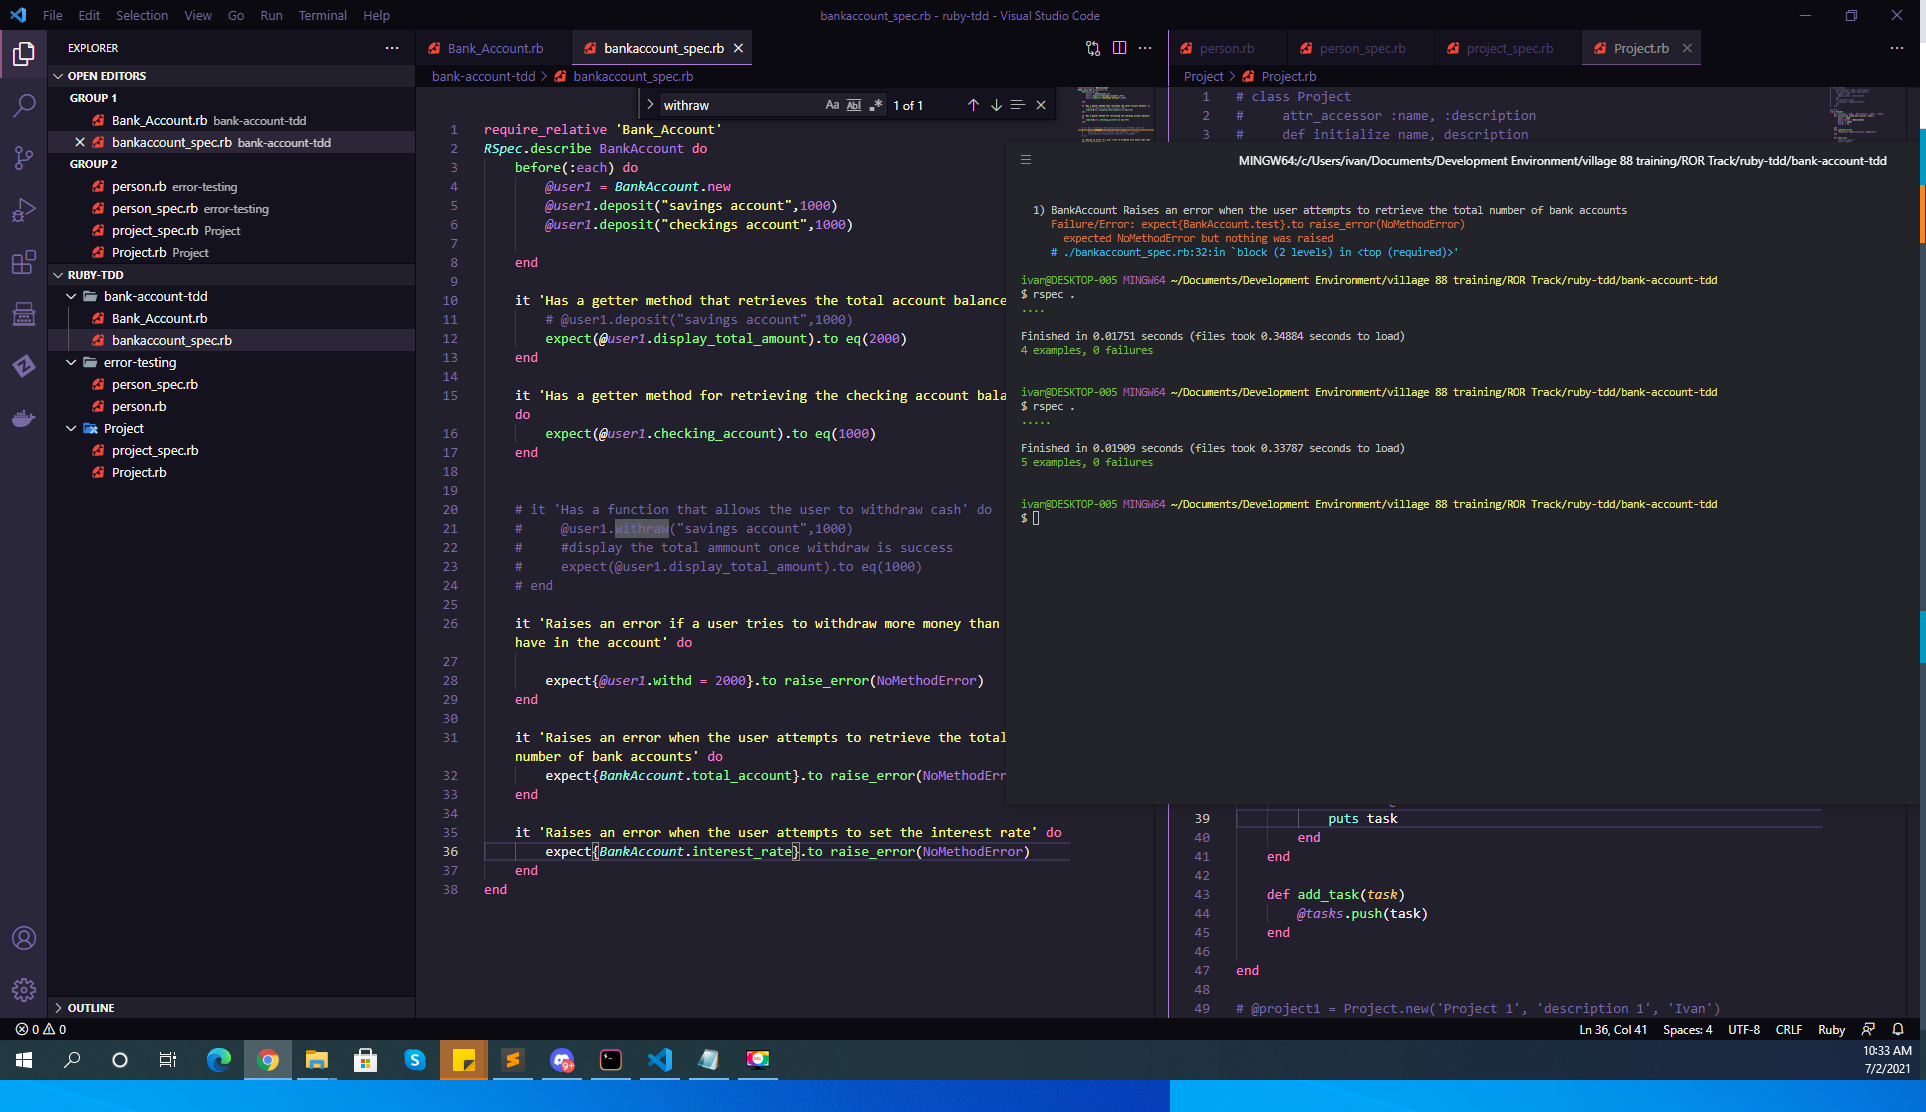 File Edit Selection View Go Run Terminal Help
bankaccount_spec.rb - ruby-tdd - Visual Studio Code
EXPLORER
OPEN EDITORS
GROUP 1
Bank_Account.rb bank-account-tdd
bankaccount_spec.rb bank-account-tdd
GROUP 2
person.rb error-testing
person_spec.rb error-testing
project_spec.rb Project
Project.rb Project
RUBY-TDD
bank-account-tdd
Bank_Account.rb
bankaccount_spec.rb
error-testing
person_spec.rb
person.rb
Project
project_spec.rb
Project.rb
OUTLINE
Bank_Account.rb bankaccount_spec.rb
bank-account-tdd > bankaccount_spec.rb
withraw Aa Abl .* 1 of 1
1 require_relative 'Bank_Account'
2 RSpec.describe BankAccount do
3 before(:each) do
4 @user1 = BankAccount.new
5 @user1.deposit("savings account",1000)
6 @user1.deposit("checkings account",1000)
7
8 end
9
10 it 'Has a getter method that retrieves the total account balance
11 # @user1.deposit("savings account",1000)
12 expect(@user1.display_total_amount).to eq(2000)
13 end
14
15 it 'Has a getter method for retrieving the checking account bala
do
16 expect(@user1.checking_account).to eq(1000)
17 end
18
19
20 # it 'Has a function that allows the user to withdraw cash' do
21 # @user1.withraw("savings account",1000)
22 # #display the total ammount once withdraw is success
23 # expect(@user1.display_total_amount).to eq(1000)
24 # end
25
26 it 'Raises an error if a user tries to withdraw more money than
have in the account' do
27
28 expect{@user1.withd = 2000}.to raise_error(NoMethodError)
29 end
30
31 it 'Raises an error when the user attempts to retrieve the total
number of bank accounts' do
32 expect{BankAccount.total_account}.to raise_error(NoMethodErr
33 end
34
35 it 'Raises an error when the user attempts to set the interest rate' do
36 expect{BankAccount.interest_rate}.to raise_error(NoMethodError)
37 end
38 end
person.rb person_spec.rb project_spec.rb Project.rb
Project > Project.rb
1 # class Project
2 # attr_accessor :name, :description
3 # def initialize name, description
MINGW64:/c/Users/ivan/Documents/Development Environment/village 88 training/ROR Track/ruby-tdd/bank-account-tdd
1) BankAccount Raises an error when the user attempts to retrieve the total number of bank accounts
Failure/Error: expect{BankAccount.test}.to raise_error(NoMethodError)
expected NoMethodError but nothing was raised
# ./bankaccount_spec.rb:32:in `block (2 levels) in <top (required)>'
ivan@DESKTOP-005 MINGW64 ~/Documents/Development Environment/village 88 training/ROR Track/ruby-tdd/bank-account-tdd
$ rspec .
....
Finished in 0.01751 seconds (files took 0.34884 seconds to load)
4 examples, 0 failures
ivan@DESKTOP-005 MINGW64 ~/Documents/Development Environment/village 88 training/ROR Track/ruby-tdd/bank-account-tdd
$ rspec .
.....
Finished in 0.01909 seconds (files took 0.33787 seconds to load)
5 examples, 0 failures
ivan@DESKTOP-005 MINGW64 ~/Documents/Development Environment/village 88 training/ROR Track/ruby-tdd/bank-account-tdd
$
39 puts task
40 end
41 end
42
43 def add_task(task)
44 @tasks.push(task)
45 end
46
47 end
48
49 # @project1 = Project.new('Project 1', 'description 1', 'Ivan')
0 0
Ln 36, Col 41 Spaces: 4 UTF-8 CRLF Ruby
9+
10:33 AM
7/2/2021